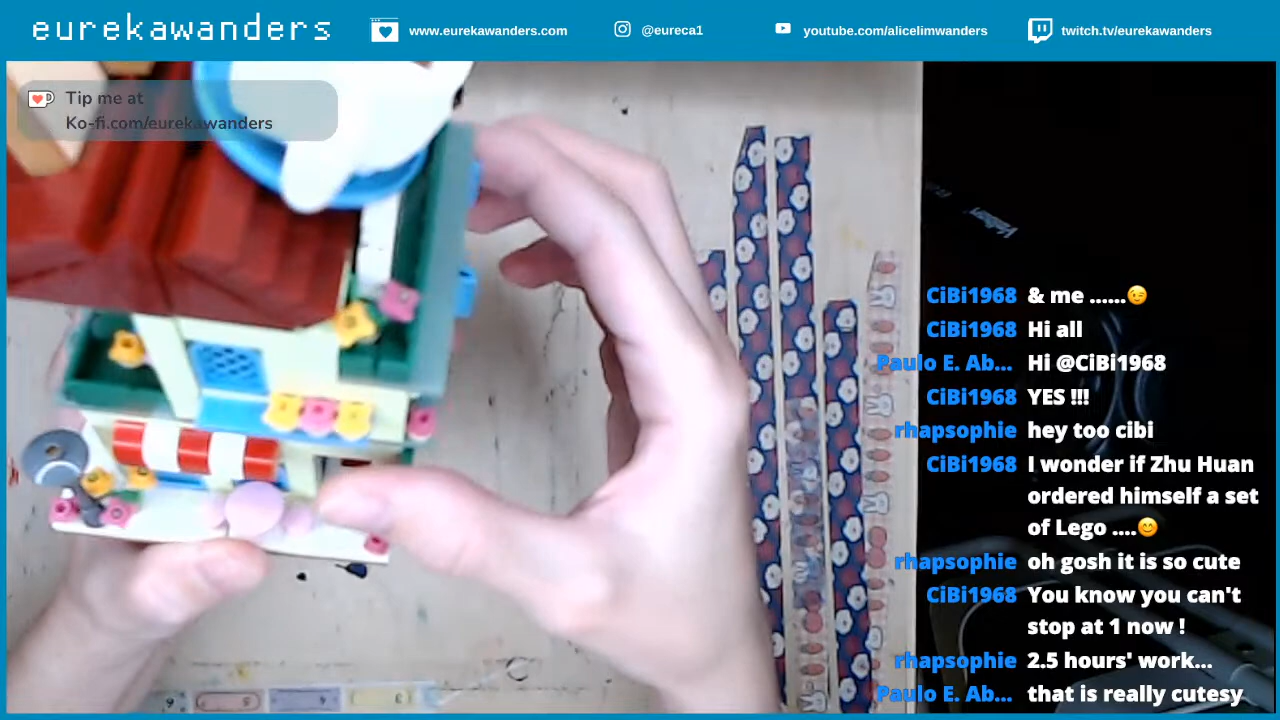 eurekawanders
www.eurekawanders.com
@eureca1
youtube.com/alicelimwanders
twitch.tv/eurekawanders
Tip me at
Ko-fi.com/eurekawanders
CiBi1968 & me ......😉
CiBi1968 Hi all
Paulo E. Ab... Hi @CiBi1968
CiBi1968 YES !!!
rhapsophie hey too cibi
CiBi1968 I wonder if Zhu Huan
ordered himself a set
of Lego ....😊
rhapsophie oh gosh it is so cute
CiBi1968 You know you can't
stop at 1 now !
rhapsophie 2.5 hours' work...
Paulo E. Ab... that is really cutesy